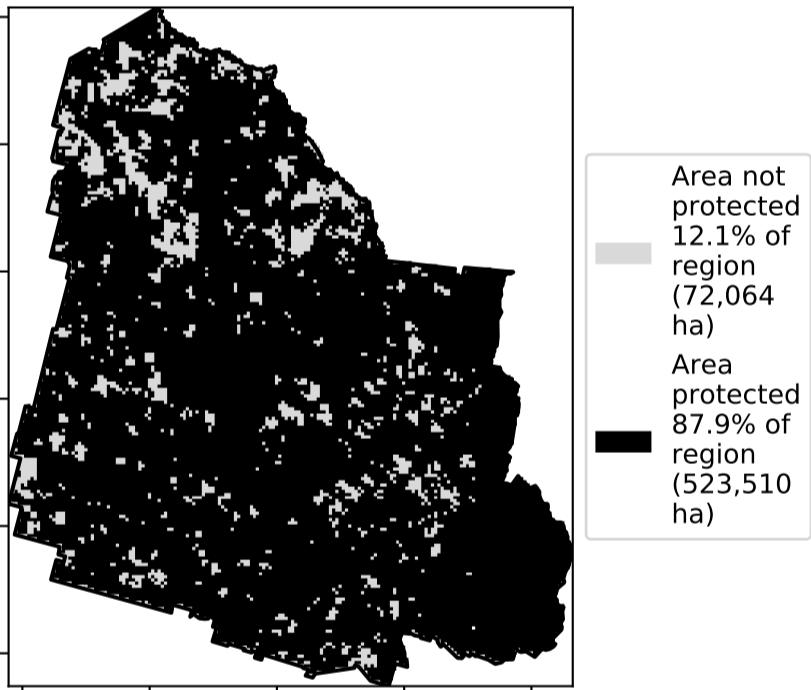 Area not
protected
12.1% of
region
(72,064
ha)
Area
protected
87.9% of
region
(523,510
ha)